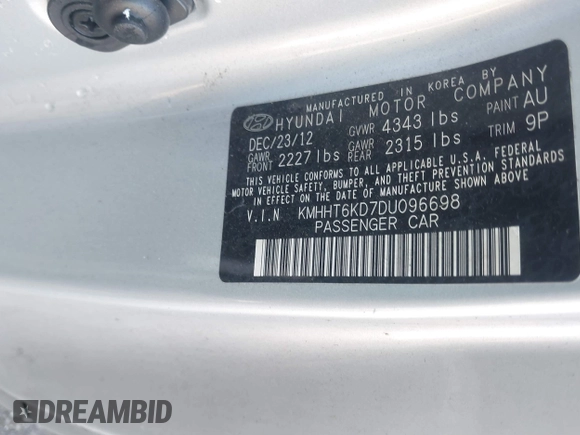 MANUFACTURED IN KOREA BY
HYUNDAI MOTOR COMPANY
DEC/23/12 GVWR 4343 lbs PAINT AU
GAWR FRONT 2227 lbs GAWR REAR 2315 lbs TRIM 9P
THIS VEHICLE CONFORMS TO ALL APPLICABLE U.S.A. FEDERAL
MOTOR VEHICLE SAFETY, BUMPER, AND THEFT PREVENTION STANDARDS
IN EFFECT ON THE DATE OF MANUFACTURE SHOWN ABOVE.
V.I.N KMHHT6KD7DU096698
PASSENGER CAR
DREAMBID